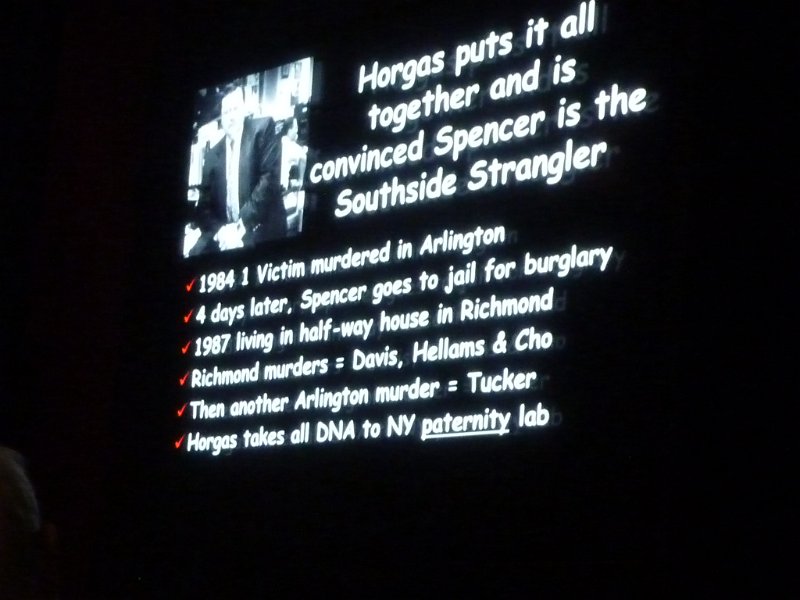 Horgas puts it all
together and is
convinced Spencer is the
Southside Strangler
✓1984 1 Victim murdered in Arlington
✓4 days later, Spencer goes to jail for burglary
✓1987 living in half-way house in Richmond
✓Richmond murders = Davis, Hellams & Cho
✓Then another Arlington murder = Tucker
✓Horgas takes all DNA to NY paternity lab